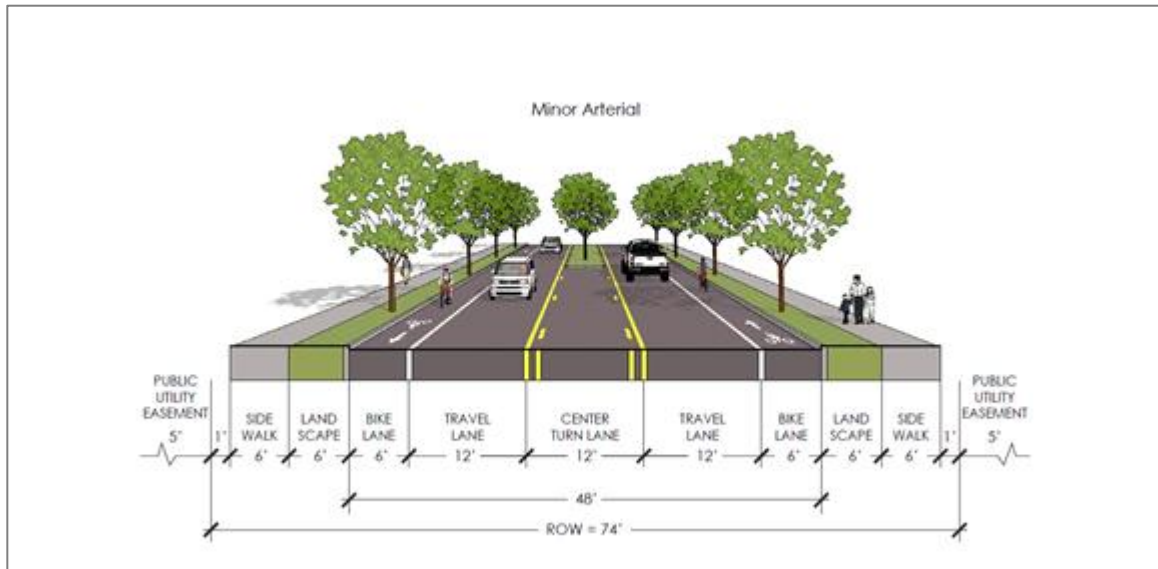 Minor Arterial
PUBLIC
UTILITY
EASEMENT
5'
1'
SIDE
WALK
6'
LAND
SCAPE
6'
BIKE
LANE
6'
TRAVEL
LANE
12'
CENTER
TURN LANE
12'
TRAVEL
LANE
12'
BIKE
LANE
6'
LAND
SCAPE
6'
SIDE
WALK
6'
1'
PUBLIC
UTILITY
EASEMENT
5'
48'
ROW = 74'